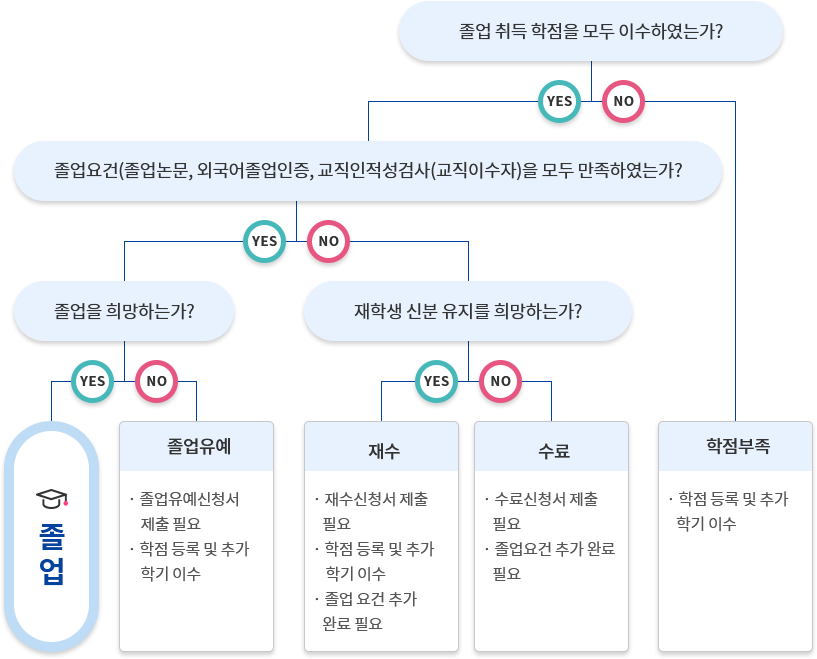 졸업 취득 학점을 모두 이수하였는가?
YES
NO
졸업요건(졸업논문, 외국어졸업인증, 교직인적성검사(교직이수자)을 모두 만족하였는가?
YES
NO
졸업을 희망하는가?
재학생 신분 유지를 희망하는가?
YES
NO
YES
NO
졸
업
졸업유예
· 졸업유예신청서
제출 필요
· 학점 등록 및 추가
학기 이수
재수
· 재수신청서 제출
필요
· 학점 등록 및 추가
학기 이수
· 졸업 요건 추가
완료 필요
수료
· 수료신청서 제출
필요
· 졸업요건 추가 완료
필요
학점부족
· 학점 등록 및 추가
학기 이수